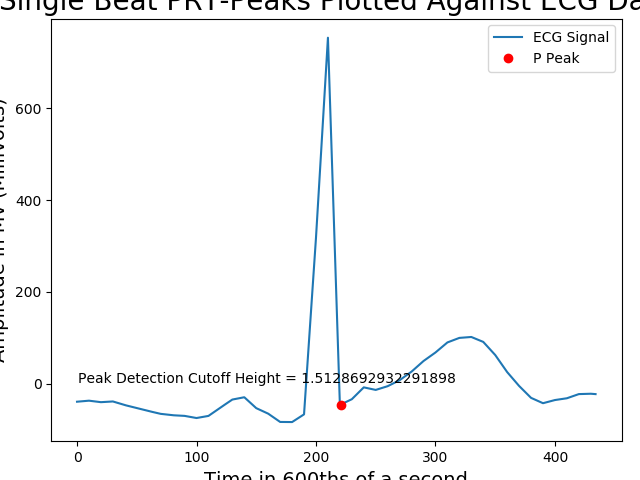 Single Beat PRT-Peaks Plotted Against ECG Da
ECG Signal
P Peak
Amplitude in MV (Millivolts)
600
400
200
0
Peak Detection Cutoff Height = 1.5128692932291898
0 100 200 300 400
Time in 600ths of a second